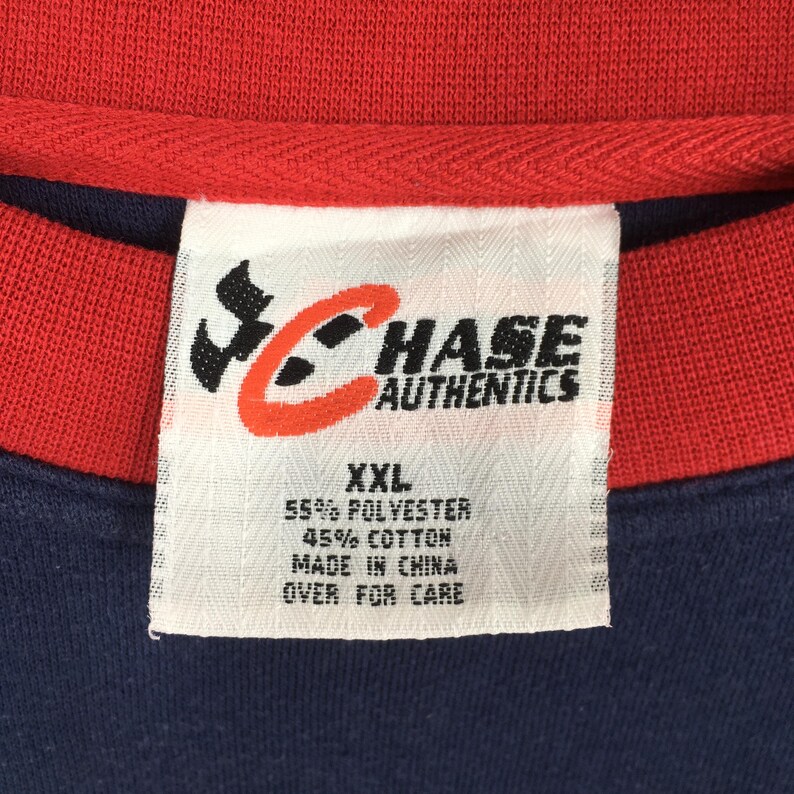 CHASE
AUTHENTICS
XXL
55% POLYESTER
45% COTTON
MADE IN CHINA
OVER FOR CARE